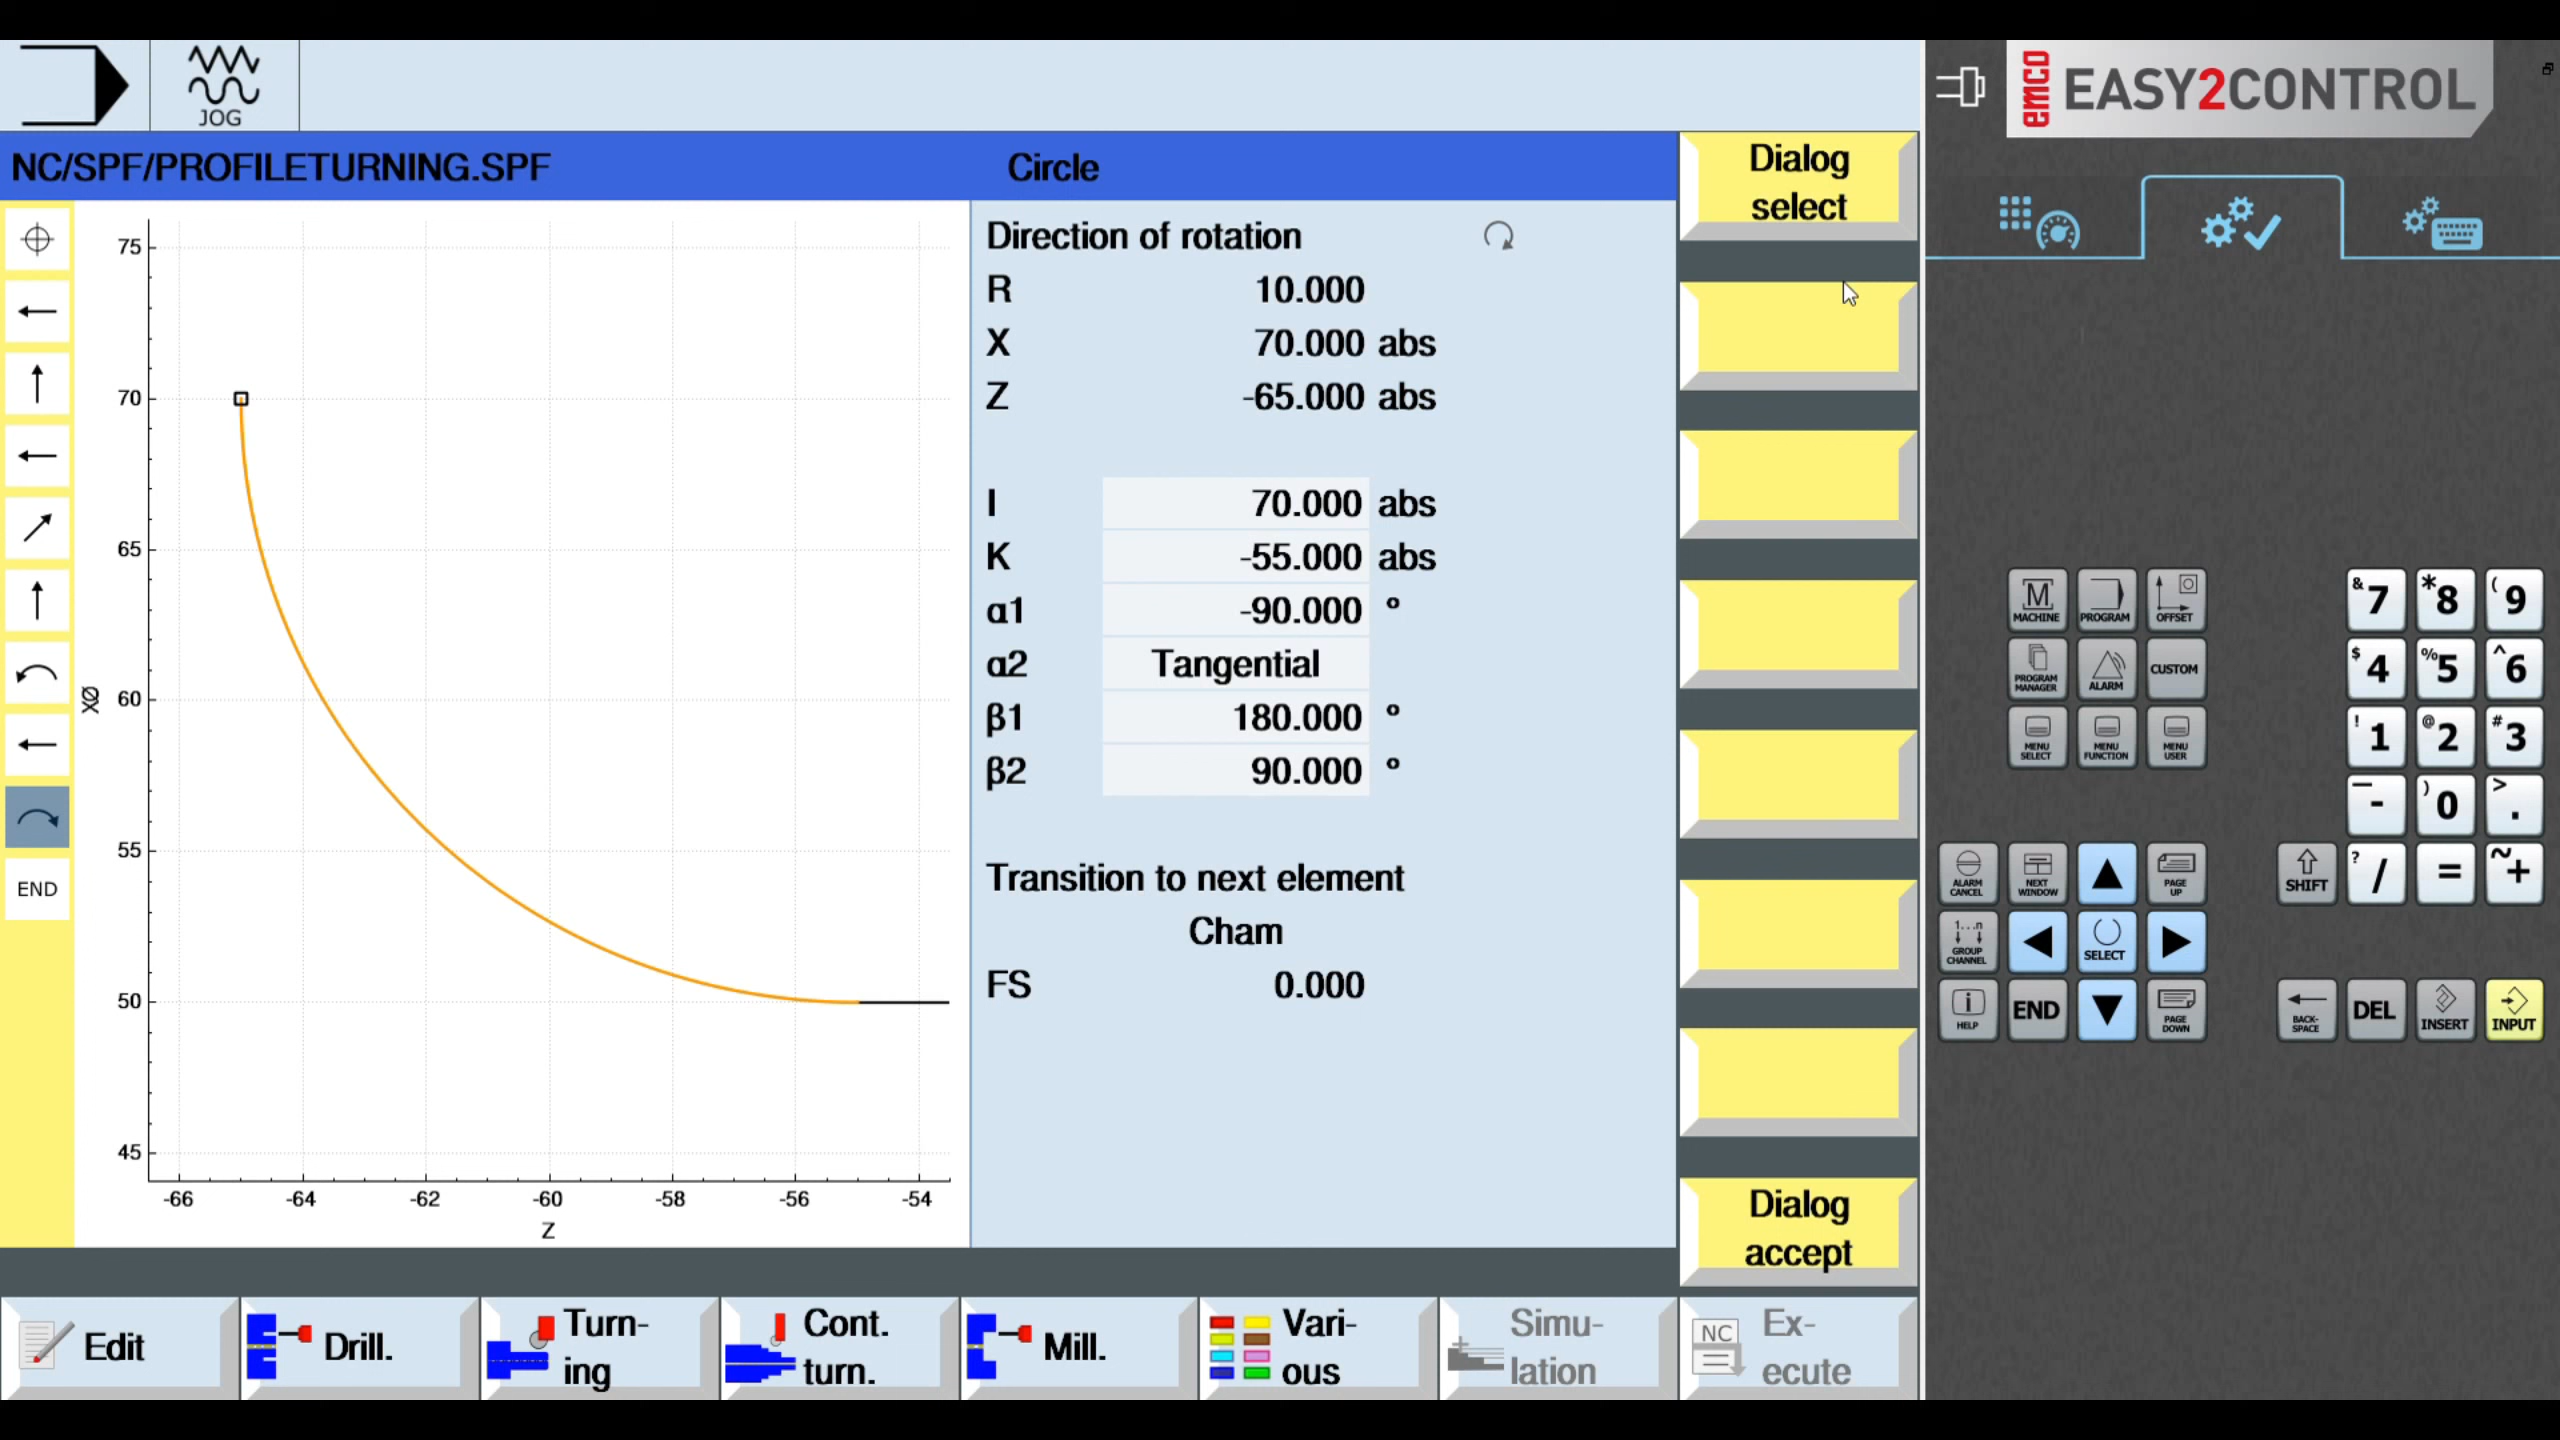 JOG
emco EASY2CONTROL
NC/SPF/PROFILETURNING.SPF
Circle
Dialog
select
75
70
65
60
55
50
45
XØ
-66 -64 -62 -60 -58 -56 -54
Z
END
Direction of rotation
R 10.000
X 70.000 abs
Z -65.000 abs
I 70.000 abs
K -55.000 abs
α1 -90.000 °
α2 Tangential
β1 180.000 °
β2 90.000 °
Transition to next element
Cham
FS 0.000
Dialog
accept
Edit
Drill.
Turn-
ing
Cont.
turn.
Mill.
Vari-
ous
Simu-
lation
NC
Ex-
ecute
M
MACHINE
PROGRAM
OFFSET
PROGRAM
MANAGER
ALARM
CUSTOM
MENU
SELECT
MENU
FUNCTION
MENU
USER
& 7 * 8 ( 9
$ 4 % 5 ^ 6
! 1 @ 2 # 3
_ - ) 0 > .
? / = ~ +
ALARM
CANCEL
NEXT
WINDOW
PAGE
UP
SHIFT
1...n
GROUP
CHANNEL
SELECT
i
HELP
END
PAGE
DOWN
BACK-
SPACE
DEL
INSERT
INPUT